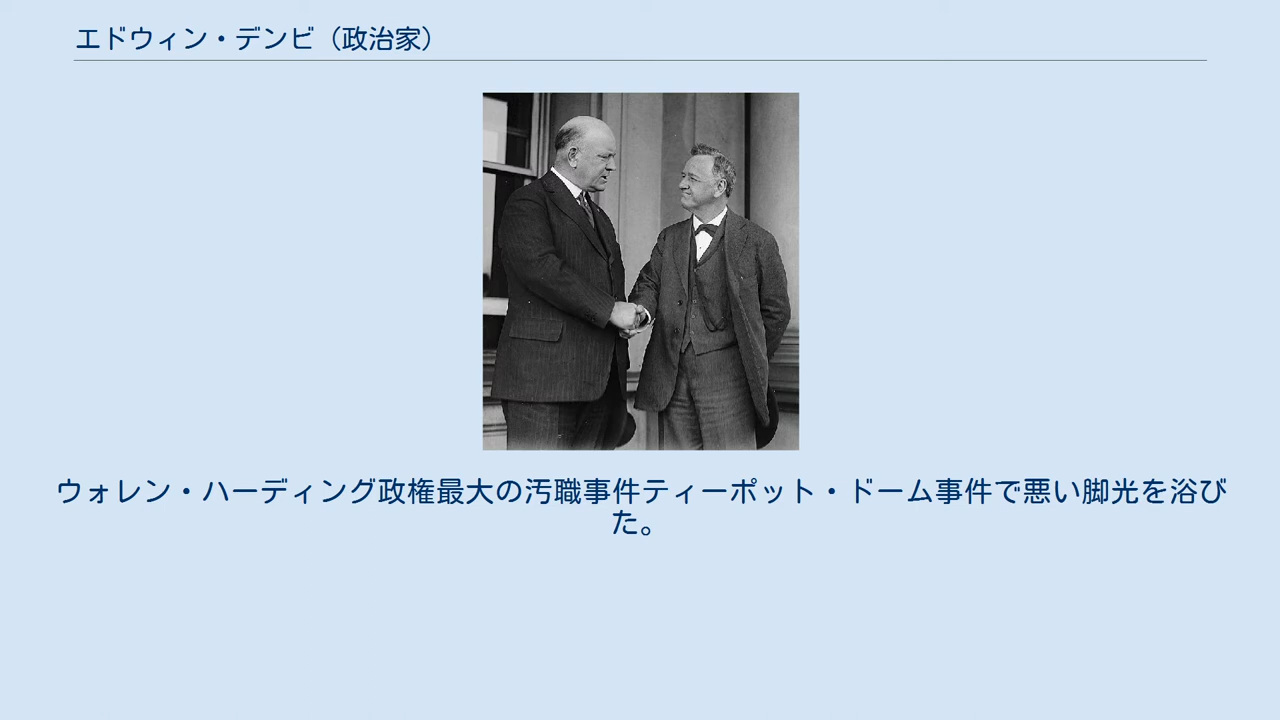 エドウィン・デンビ（政治家）
ウォレン・ハーディング政権最大の汚職事件ティーポット・ドーム事件で悪い脚光を浴び
た。